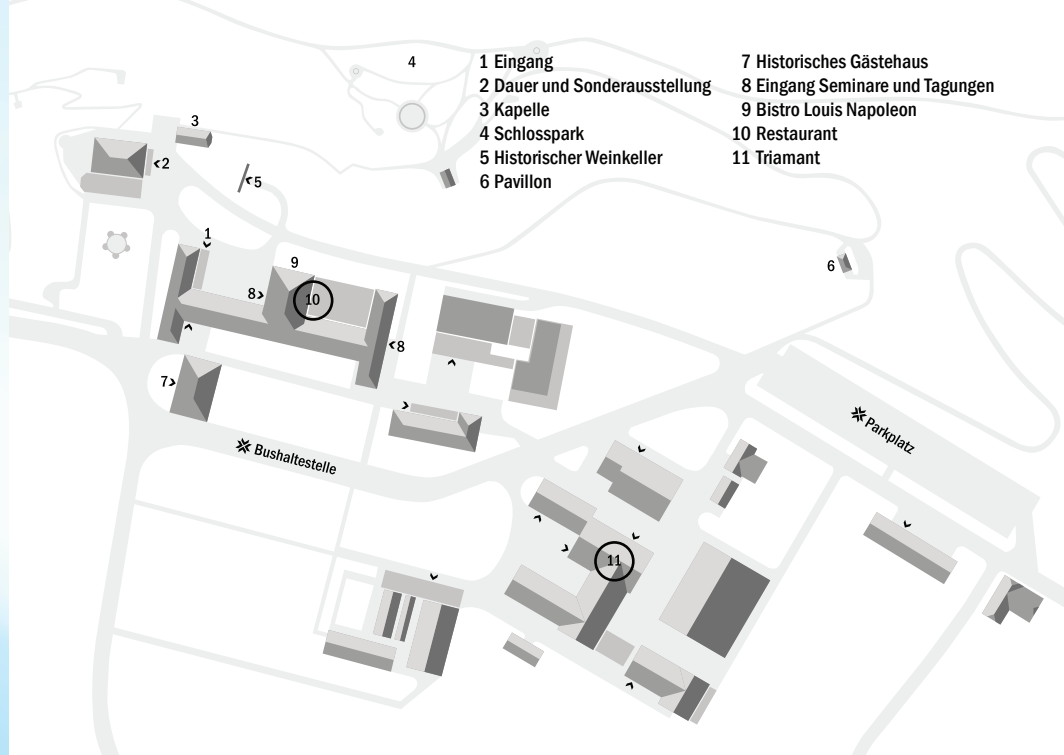 4
1 Eingang
2 Dauer und Sonderausstellung
3 Kapelle
4 Schlosspark
5 Historischer Weinkeller
6 Pavillon
7 Historisches Gästehaus
8 Eingang Seminare und Tagungen
9 Bistro Louis Napoleon
10 Restaurant
11 Triamant
3
2
5
1
9
6
8
10
8
7
Parkplatz
Bushaltestelle
11